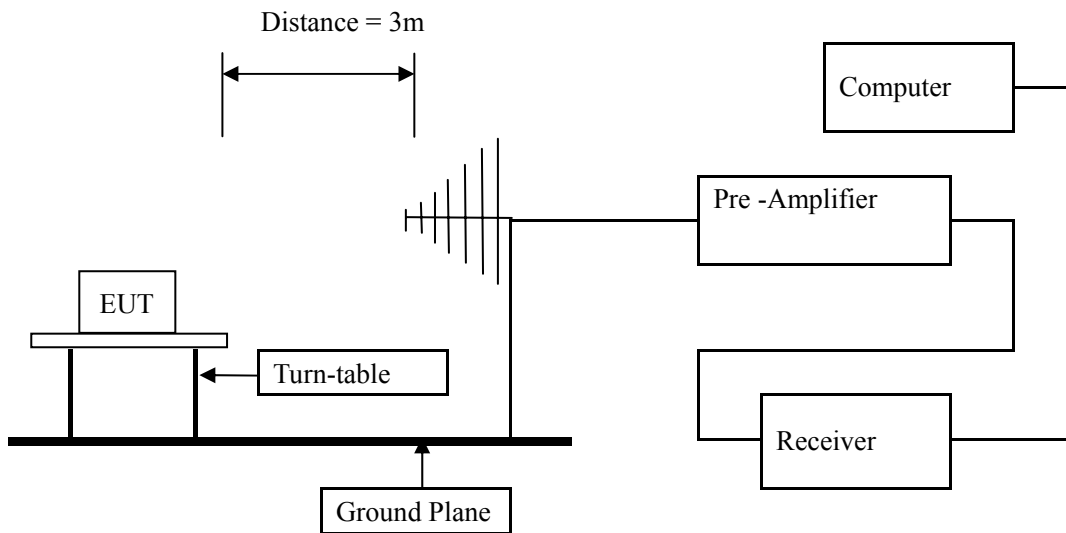 Distance = 3m
Computer
Pre -Amplifier
EUT
Turn-table
Receiver
Ground Plane